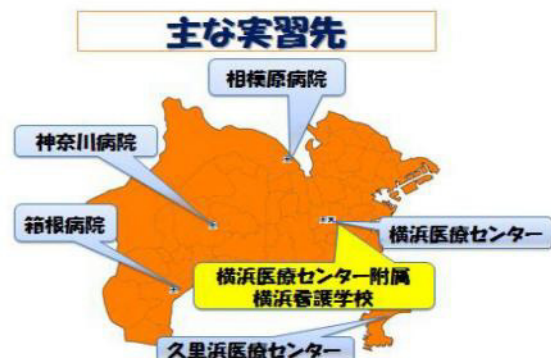 主な実習先
相模原病院
神奈川病院
箱根病院
横浜医療センター
横浜医療センター附属
横浜看護学校
久里浜医療センター